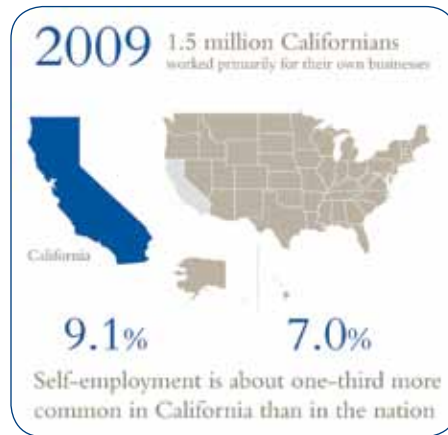 2009 1.5 million Californians
worked primarily for their own businesses
California
9.1% 7.0%
Self-employment is about one-third more
common in California than in the nation